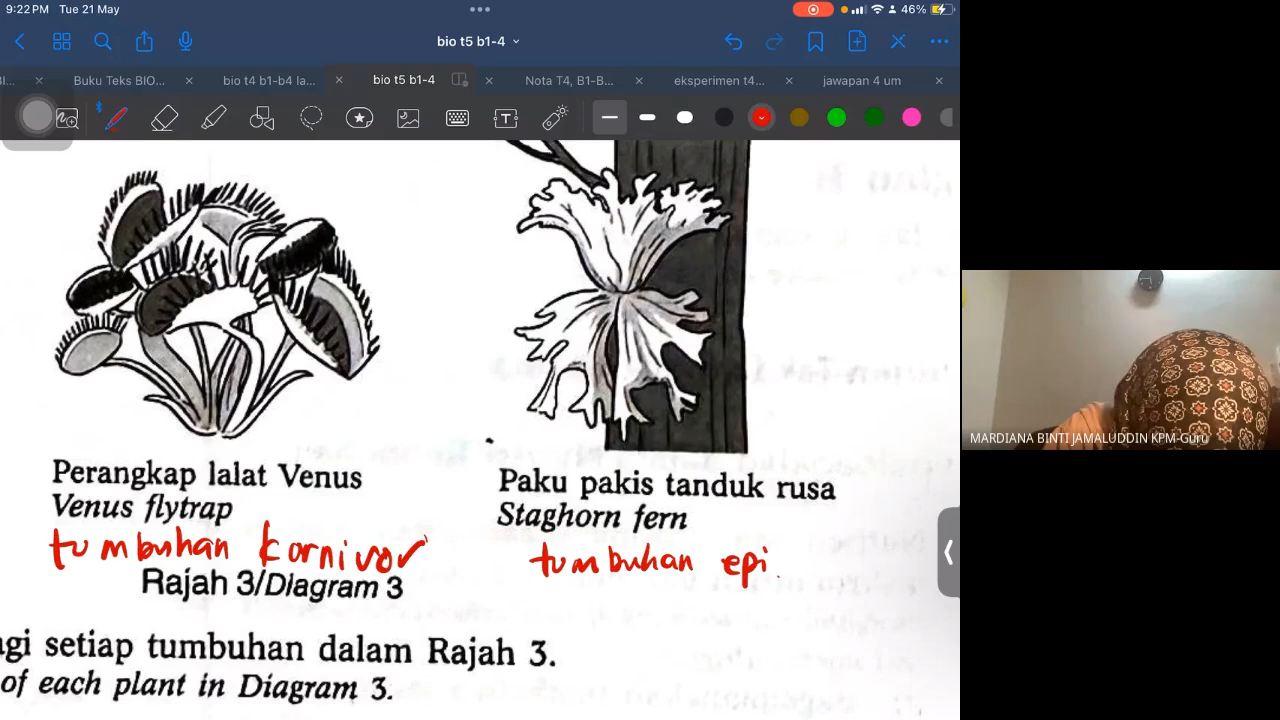 9:22 PM Tue 21 May
46%
bio t5 b1-4
Buku Teks BIO...
bio t4 b1-b4 la...
bio t5 b1-4
Nota T4, B1-B...
eksperimen t4...
jawapan 4 um
Perangkap lalat Venus
Venus flytrap
tumbuhan kornivor
Paku pakis tanduk rusa
Staghorn fern
tumbuhan epi
Rajah 3/Diagram 3
agi setiap tumbuhan dalam Rajah 3.
of each plant in Diagram 3.
MARDIANA BINTI JAMALUDDIN KPM-Guru